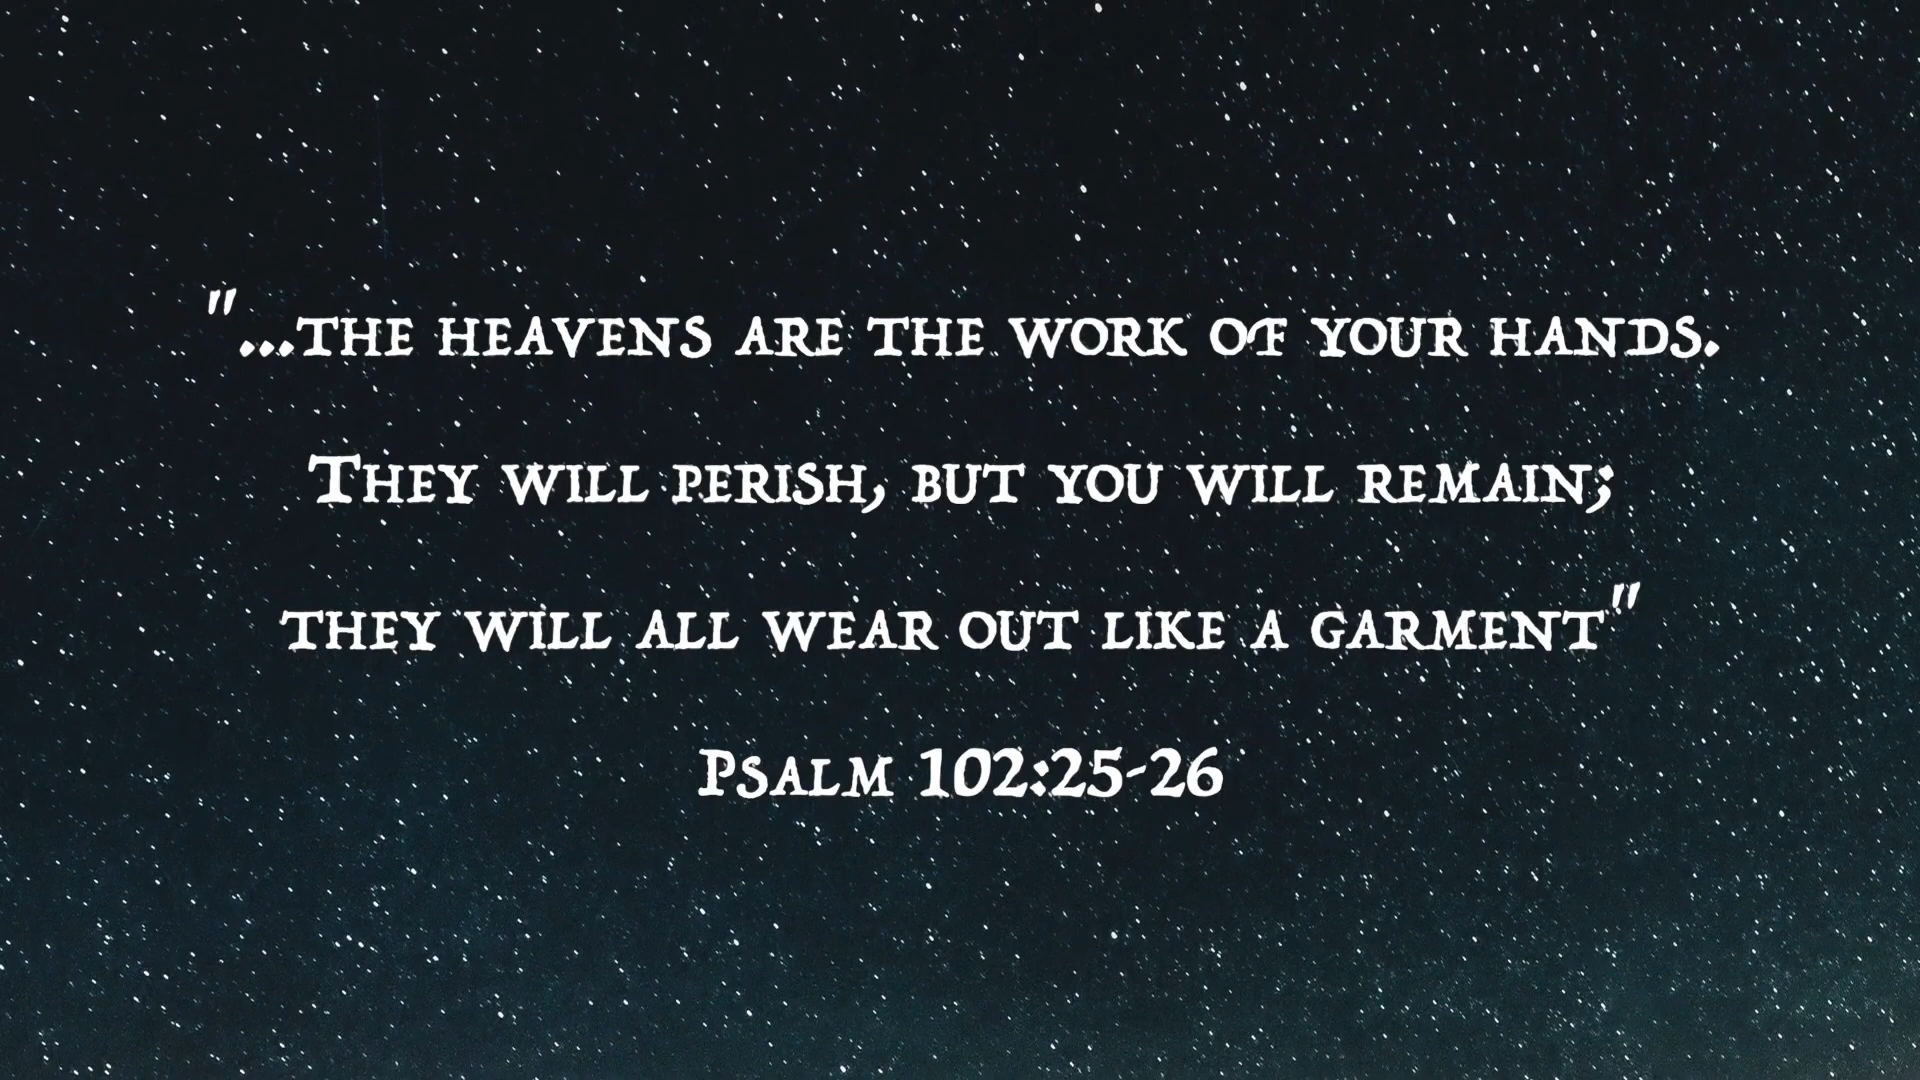 "...the heavens are the work of your hands.
They will perish, but you will remain;
they will all wear out like a garment"
Psalm 102:25-26